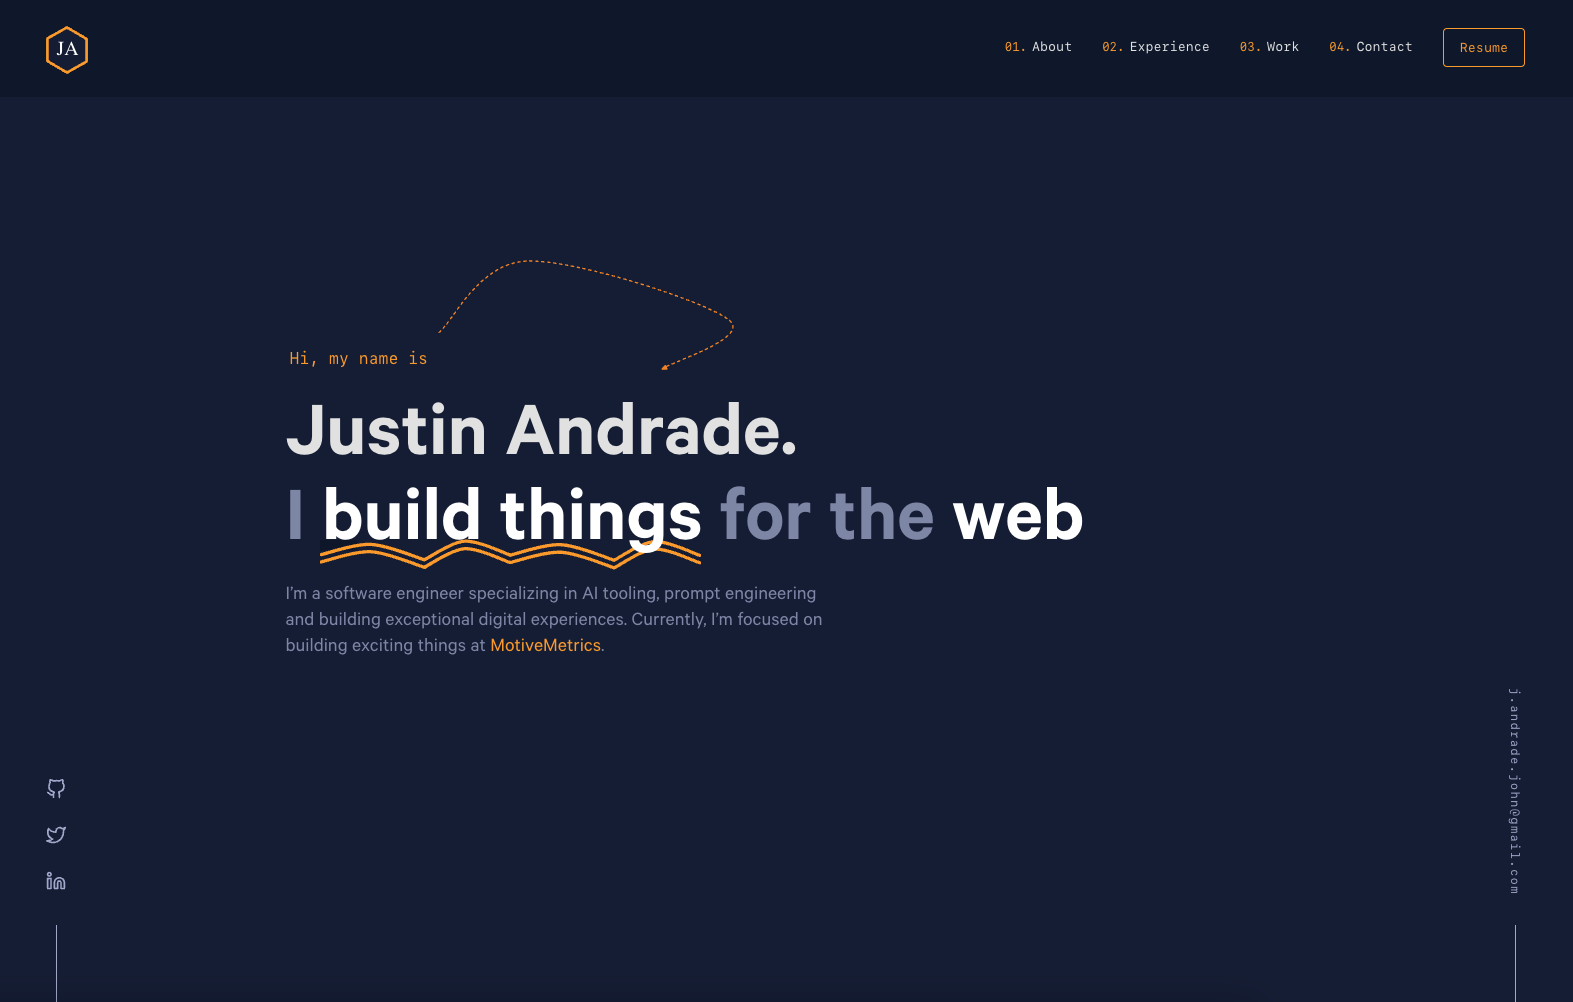 JA
01. About
02. Experience
03. Work
04. Contact
Resume
Hi, my name is
Justin Andrade.
I build things for the web
I'm a software engineer specializing in AI tooling, prompt engineering
and building exceptional digital experiences. Currently, I'm focused on
building exciting things at MotiveMetrics.
in
j.andrade.john@gmail.com